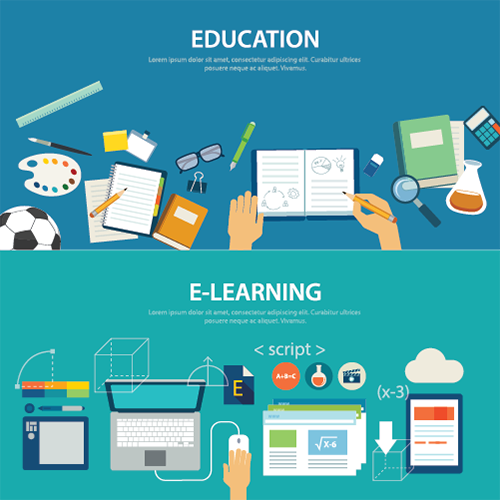 EDUCATION
Lorem ipsum dolor sit amet, consectetur adipiscing elit. Curabitur ultrices
posuere neque ac aliquet. Vivamus.
E-LEARNING
Lorem ipsum dolor sit amet, consectetur adipiscing elit. Curabitur ultrices
posuere neque ac aliquet. Vivamus.
< script >
A+B=C
E
(x-3)
√X-6